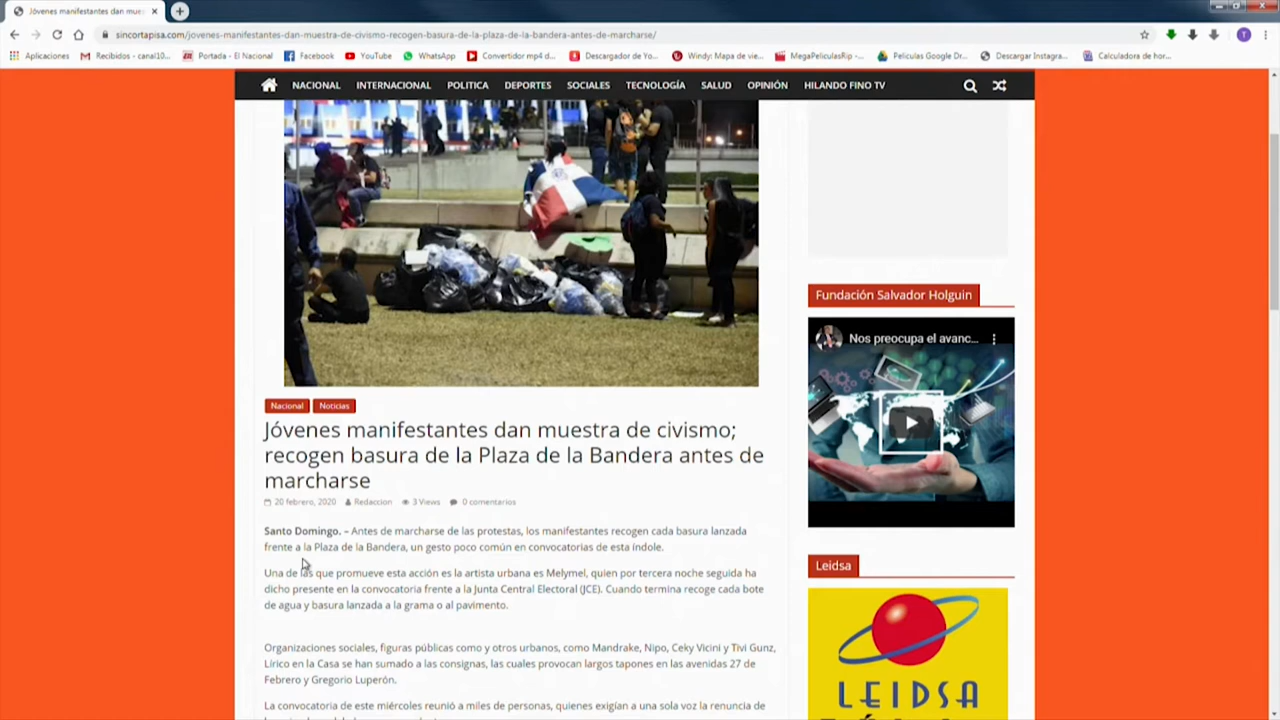 Jóvenes manifestantes dan mues
sincortapisa.com/jovenes-manifestantes-dan-muestra-de-civismo-recogen-basura-de-la-plaza-de-la-bandera-antes-de-marcharse/
T
Aplicaciones Recibidos - canal10... Portada - El Nacional Facebook YouTube WhatsApp Convertidor mp4 d... Descargador de Yo... Windy: Mapa de vie... MegaPeliculasRip -... Peliculas Google Dr... Descargar Instagra... Calculadora de hor...
NACIONAL INTERNACIONAL POLITICA DEPORTES SOCIALES TECNOLOGÍA SALUD OPINIÓN HILANDO FINO TV
Nacional Noticias
Jóvenes manifestantes dan muestra de civismo;
recogen basura de la Plaza de la Bandera antes de
marcharse
20 febrero, 2020 Redaccion 3 Views 0 comentarios
Santo Domingo. – Antes de marcharse de las protestas, los manifestantes recogen cada basura lanzada
frente a la Plaza de la Bandera, un gesto poco común en convocatorias de esta índole.
Una de las que promueve esta acción es la artista urbana es Melymel, quien por tercera noche seguida ha
dicho presente en la convocatoria frente a la Junta Central Electoral (JCE). Cuando termina recoge cada bote
de agua y basura lanzada a la grama o al pavimento.
Organizaciones sociales, figuras públicas como y otros urbanos, como Mandrake, Nipo, Ceky Vicini y Tivi Gunz,
Lírico en la Casa se han sumado a las consignas, las cuales provocan largos tapones en las avenidas 27 de
Febrero y Gregorio Luperón.
La convocatoria de este miércoles reunió a miles de personas, quienes exigían a una sola voz la renuncia de
Fundación Salvador Holguin
Nos preocupa el avanc...
Leidsa
LEIDSA